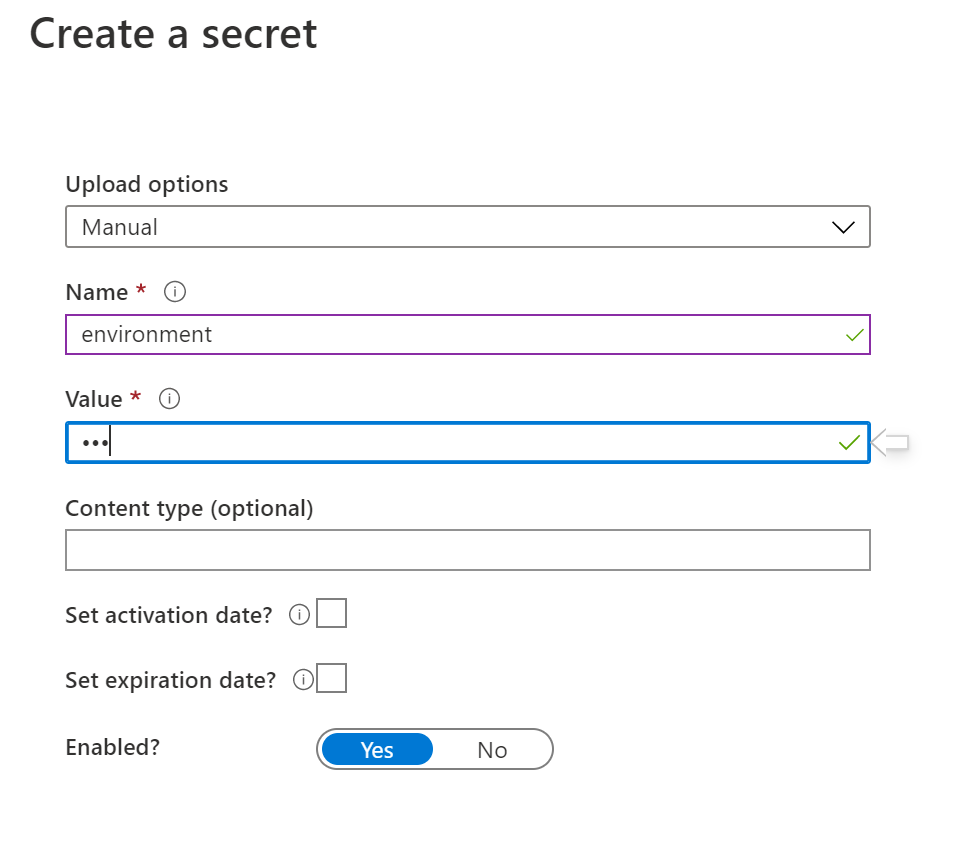 Create a secret
Upload options
Manual
Name *
environment
Value *
•••
Content type (optional)
Set activation date?
Set expiration date?
Enabled?
Yes No